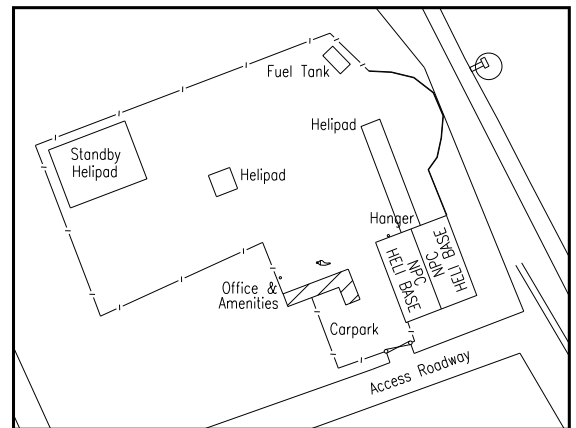 Fuel Tank
Helipad
Standby
Helipad
Helipad
Hanger
NPC
HELI BASE
NPC
HELI BASE
Office &
Amenities
Carpark
Access Roadway